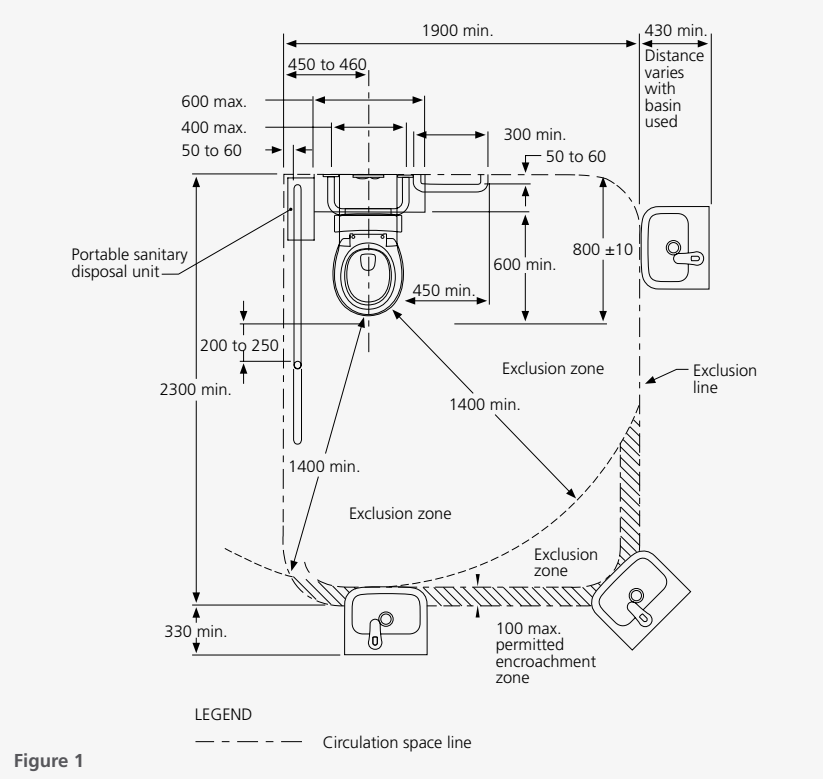 1900 min.
430 min.
450 to 460
Distance
varies
with
basin
used
600 max.
400 max.
300 min.
50 to 60
50 to 60
Portable sanitary
disposal unit
800 ±10
600 min.
450 min.
200 to 250
2300 min.
Exclusion zone
Exclusion
line
1400 min.
1400 min.
Exclusion zone
Exclusion
zone
330 min.
100 max.
permitted
encroachment
zone
LEGEND
Circulation space line
Figure 1